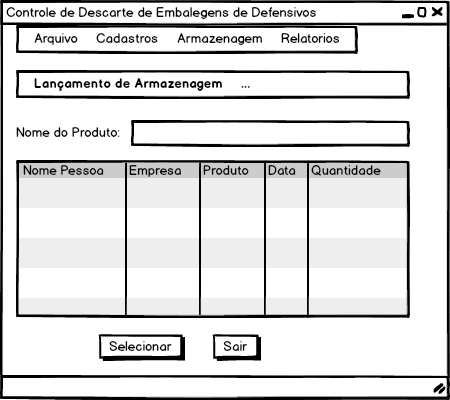 Controle de Descarte de Embalegens de Defensivos
Arquivo Cadastros Armazenagem Relatorios
Lançamento de Armazenagem ...
Nome do Produto:
Nome Pessoa Empresa Produto Data Quantidade
Selecionar Sair